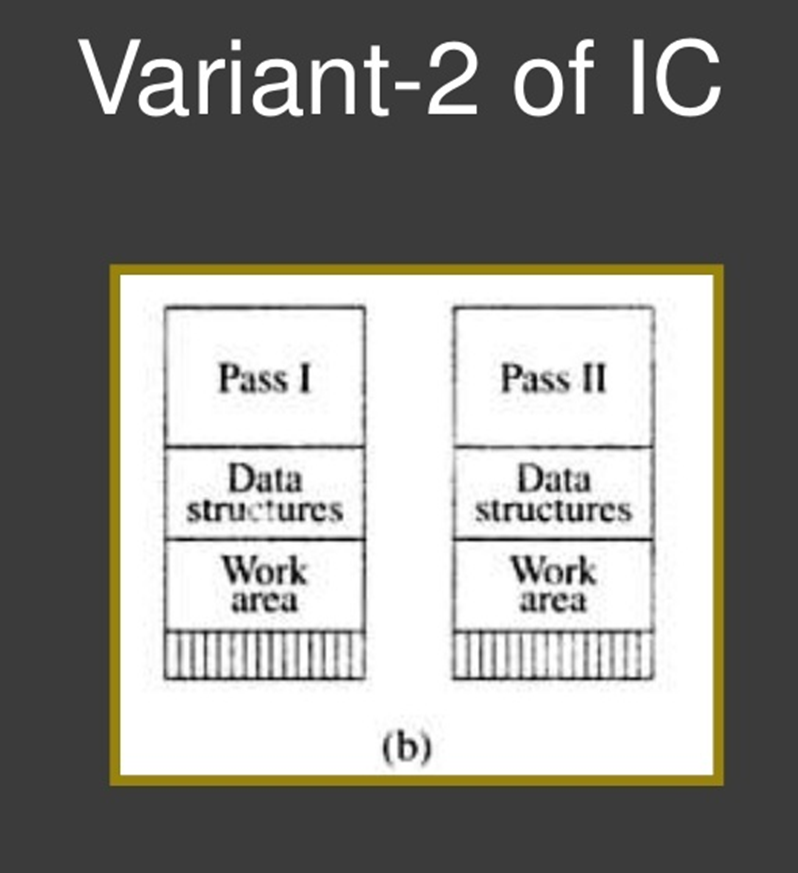 Variant-2 of IC
Pass I
Data
structures
Work
area
Pass II
Data
structures
Work
area
(b)